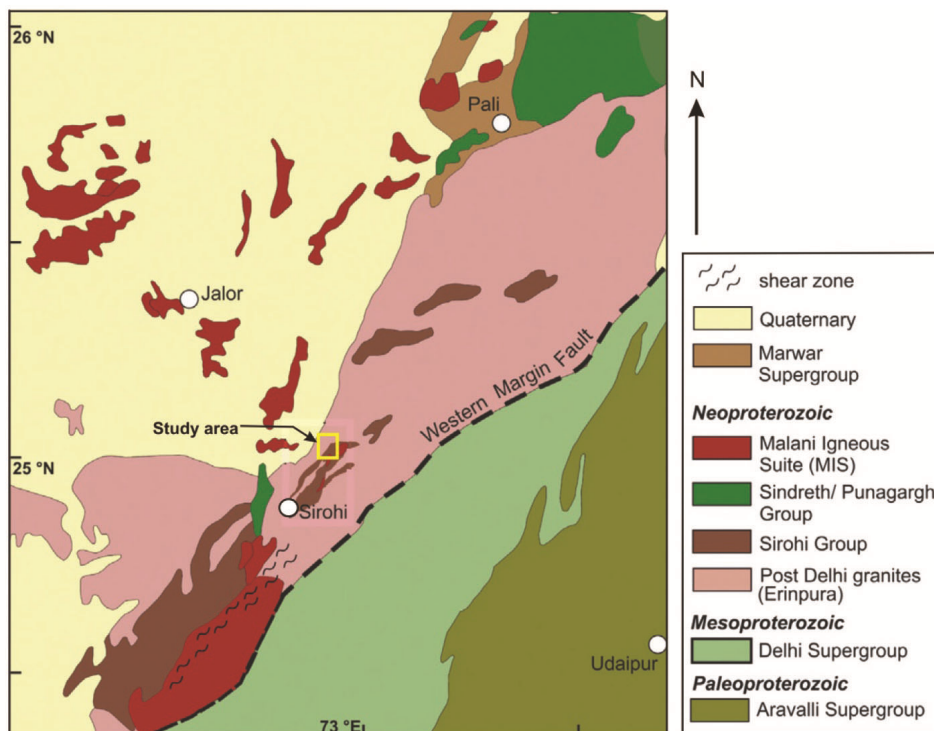 26 °N
Pali
N
Jalor
Western Margin Fault
Study area
25 °N
Sirohi
Udaipur
73 °E
shear zone
Quaternary
Marwar
Supergroup
Neoproterozoic
Malani Igneous
Suite (MIS)
Sindreth/ Punagargh
Group
Sirohi Group
Post Delhi granites
(Erinpura)
Mesoproterozoic
Delhi Supergroup
Paleoproterozoic
Aravalli Supergroup